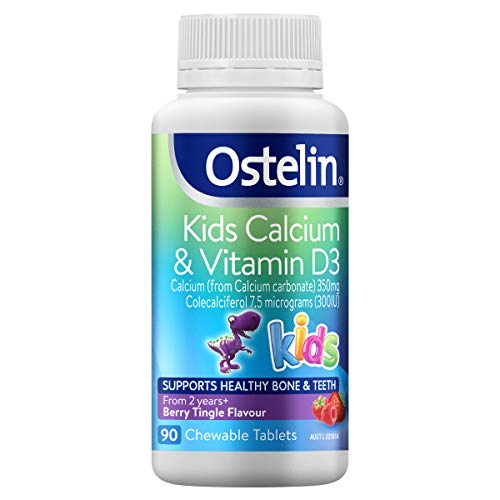 Ostelin®
Kids Calcium
& Vitamin D3
Calcium (from Calcium carbonate) 350mg
Colecalciferol 7.5 micrograms (300IU)
kids
SUPPORTS HEALTHY BONE & TEETH
From 2 years+
Berry Tingle Flavour
90 Chewable Tablets